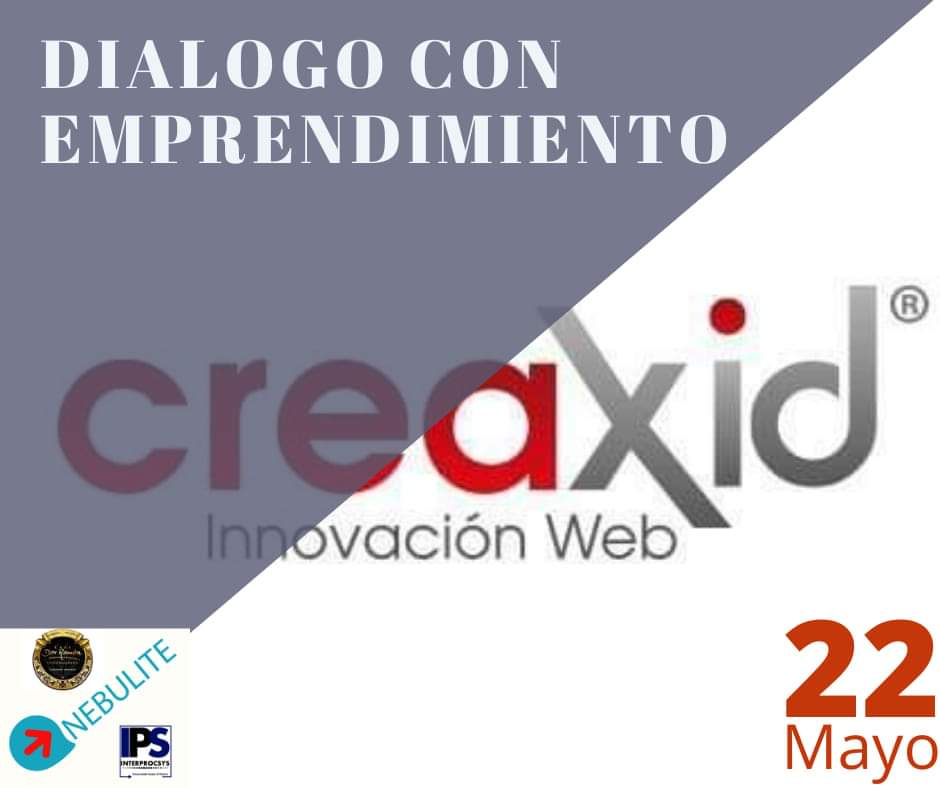 DIALOGO CON
EMPRENDIMIENTO
creaxid®
Innovación Web
NEBULITE
IPS
INTERPROCSYS
22
Mayo